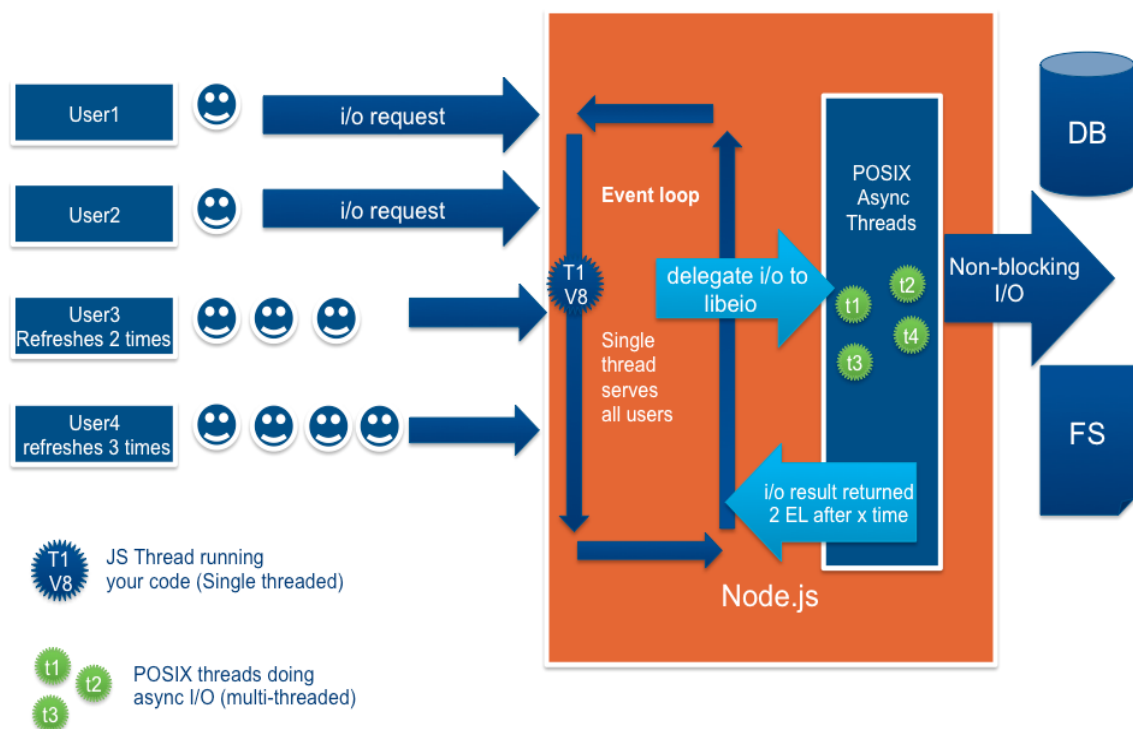 User1
i/o request
User2
i/o request
User3
Refreshes 2 times
User4
refreshes 3 times
Event loop
T1
V8
Single
thread
serves
all users
delegate i/o to
libeio
POSIX
Async
Threads
t1
t2
t4
t3
i/o result returned
2 EL after x time
Node.js
DB
Non-blocking
I/O
FS
T1
V8
JS Thread running
your code (Single threaded)
t1
t2
t3
POSIX threads doing
async I/O (multi-threaded)